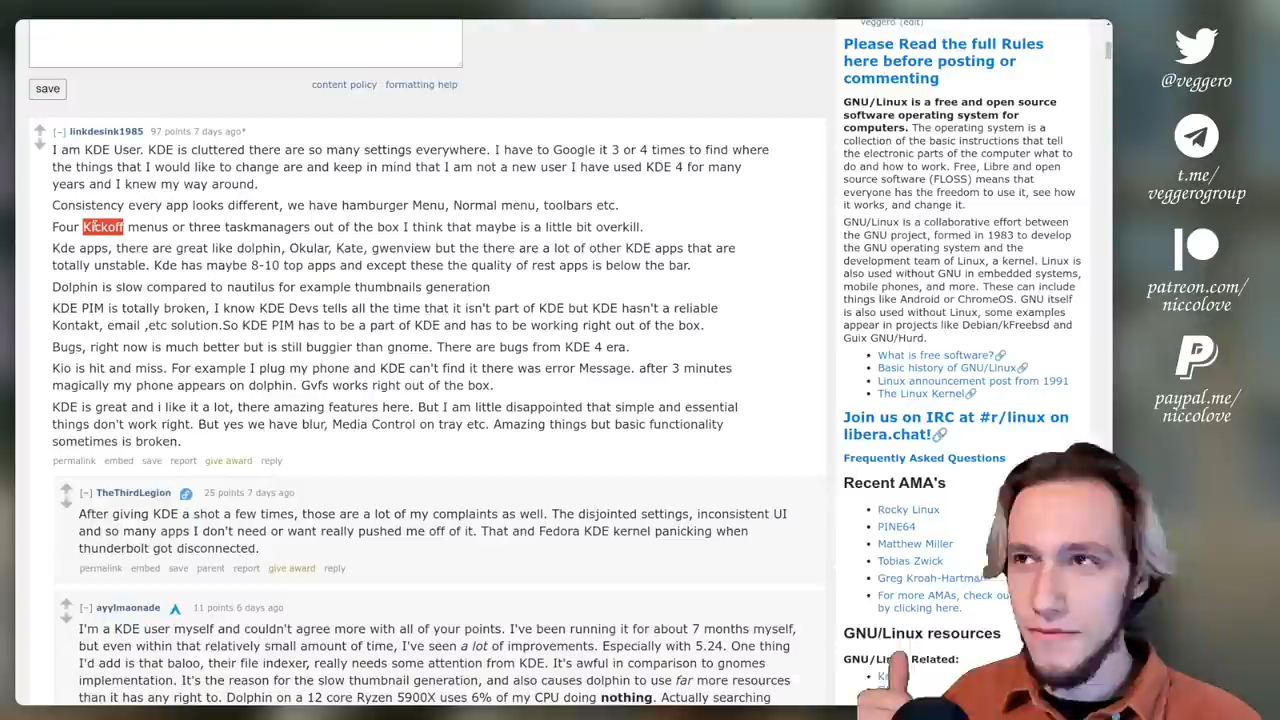 veggero (edit)
save
content policy formatting help
[–] linkdesink1985 97 points 7 days ago*
I am KDE User. KDE is cluttered there are so many settings everywhere. I have to Google it 3 or 4 times to find where
the things that I would like to change are and keep in mind that I am not a new user I have used KDE 4 for many
years and I knew my way around.
Consistency every app looks different, we have hamburger Menu, Normal menu, toolbars etc.
Four Kickoff menus or three taskmanagers out of the box I think that maybe is a little bit overkill.
Kde apps, there are great like dolphin, Okular, Kate, gwenview but the there are a lot of other KDE apps that are
totally unstable. Kde has maybe 8-10 top apps and except these the quality of rest apps is below the bar.
Dolphin is slow compared to nautilus for example thumbnails generation
KDE PIM is totally broken, I know KDE Devs tells all the time that it isn't part of KDE but KDE hasn't a reliable
Kontakt, email ,etc solution.So KDE PIM has to be a part of KDE and has to be working right out of the box.
Bugs, right now is much better but is still buggier than gnome. There are bugs from KDE 4 era.
Kio is hit and miss. For example I plug my phone and KDE can't find it there was error Message. after 3 minutes
magically my phone appears on dolphin. Gvfs works right out of the box.
KDE is great and i like it a lot, there amazing features here. But I am little disappointed that simple and essential
things don't work right. But yes we have blur, Media Control on tray etc. Amazing things but basic functionality
sometimes is broken.
permalink embed save report give award reply
[–] TheThirdLegion 25 points 7 days ago
After giving KDE a shot a few times, those are a lot of my complaints as well. The disjointed settings, inconsistent UI
and so many apps I don't need or want really pushed me off of it. That and Fedora KDE kernel panicking when
thunderbolt got disconnected.
permalink embed save parent report give award reply
[–] ayylmaonade 11 points 6 days ago
I'm a KDE user myself and couldn't agree more with all of your points. I've been running it for about 7 months myself,
but even within that relatively small amount of time, I've seen a lot of improvements. Especially with 5.24. One thing
I'd add is that baloo, their file indexer, really needs some attention from KDE. It's awful in comparison to gnomes
implementation. It's the reason for the slow thumbnail generation, and also causes dolphin to use far more resources
than it has any right to. Dolphin on a 12 core Ryzen 5900X uses 6% of my CPU doing nothing. Actually searching
Please Read the full Rules
here before posting or
commenting
GNU/Linux is a free and open source
software operating system for
computers. The operating system is a
collection of the basic instructions that tell
the electronic parts of the computer what to
do and how to work. Free, Libre and open
source software (FLOSS) means that
everyone has the freedom to use it, see how
it works, and change it.
GNU/Linux is a collaborative effort between
the GNU project, formed in 1983 to develop
the GNU operating system and the
development team of Linux, a kernel. Linux is
also used without GNU in embedded systems,
mobile phones, and more. These can include
things like Android or ChromeOS. GNU itself
is also used without Linux, some examples
appear in projects like Debian/kFreebsd and
Guix GNU/Hurd.
What is free software?
Basic history of GNU/Linux
Linux announcement post from 1991
The Linux Kernel
Join us on IRC at #r/linux on
libera.chat!
Frequently Asked Questions
Recent AMA's
Rocky Linux
PINE64
Matthew Miller
Tobias Zwick
Greg Kroah-Hartma
For more AMAs, check ou
by clicking here.
GNU/Linux resources
GNU/Lin Related:
@veggero
t.me/
veggerogroup
patreon.com/
niccolove
paypal.me/
niccolove